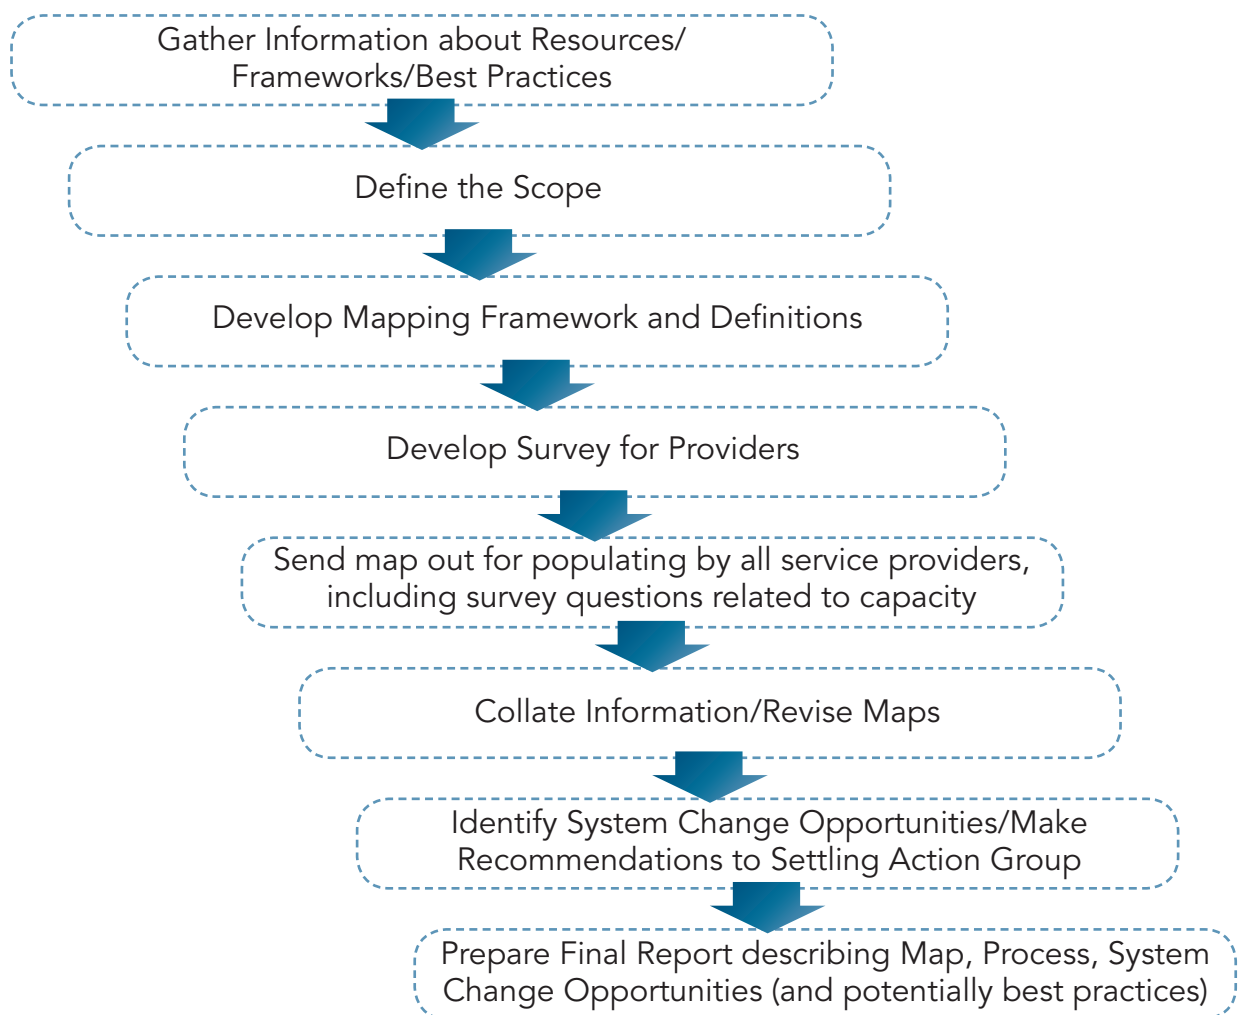 Gather Information about Resources/
Frameworks/Best Practices
Define the Scope
Develop Mapping Framework and Definitions
Develop Survey for Providers
Send map out for populating by all service providers,
including survey questions related to capacity
Collate Information/Revise Maps
Identify System Change Opportunities/Make
Recommendations to Settling Action Group
Prepare Final Report describing Map, Process, System
Change Opportunities (and potentially best practices)